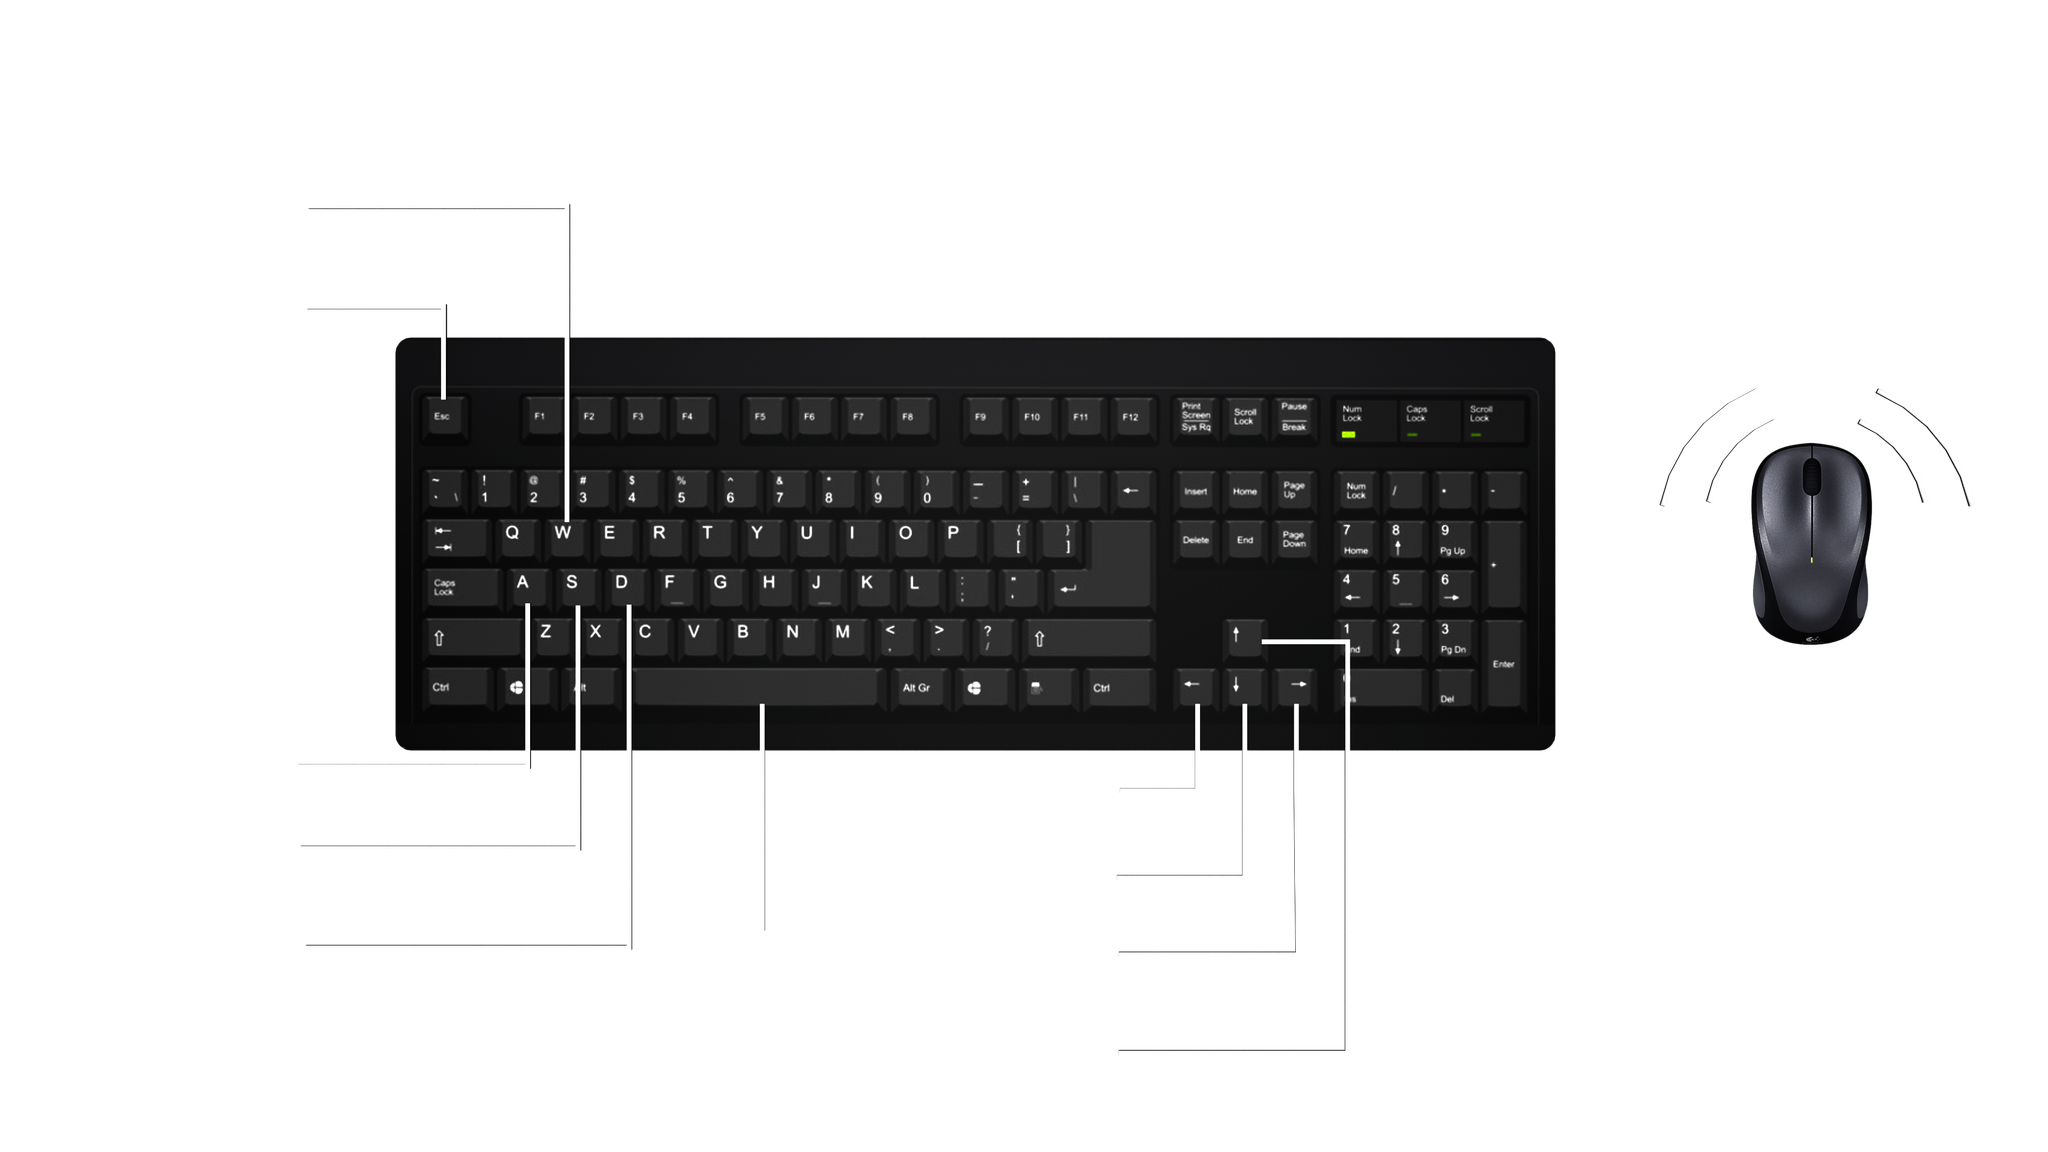 Esc F1 F2 F3 F4 F5 F6 F7 F8 F9 F10 F11 F12
Print Screen Sys Rq
Scroll Lock
Pause Break
Num Lock
Caps Lock
Scroll Lock
~ ` \ ! 1 @ 2 # 3 $ 4 % 5 ^ 6 & 7 * 8 ( 9 ) 0 — - + = | \ ←
Insert Home Page Up
Num Lock / * -
Q W E R T Y U I O P { [ } ]
Delete End Page Down
7 Home 8 ↑ 9 Pg Up +
Caps Lock A S D F G H J K L : ; " '
4 ← 5 6 →
⇧ Z X C V B N M < , > . ? / ⇧
↑
1 2 ↓ 3 Pg Dn Enter
Ctrl Alt Gr Ctrl
← ↓ →
Del